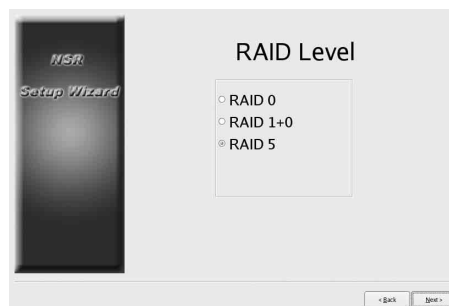 NSR
Setup Wizard
RAID Level
RAID 0
RAID 1+0
RAID 5
< Back
Next >